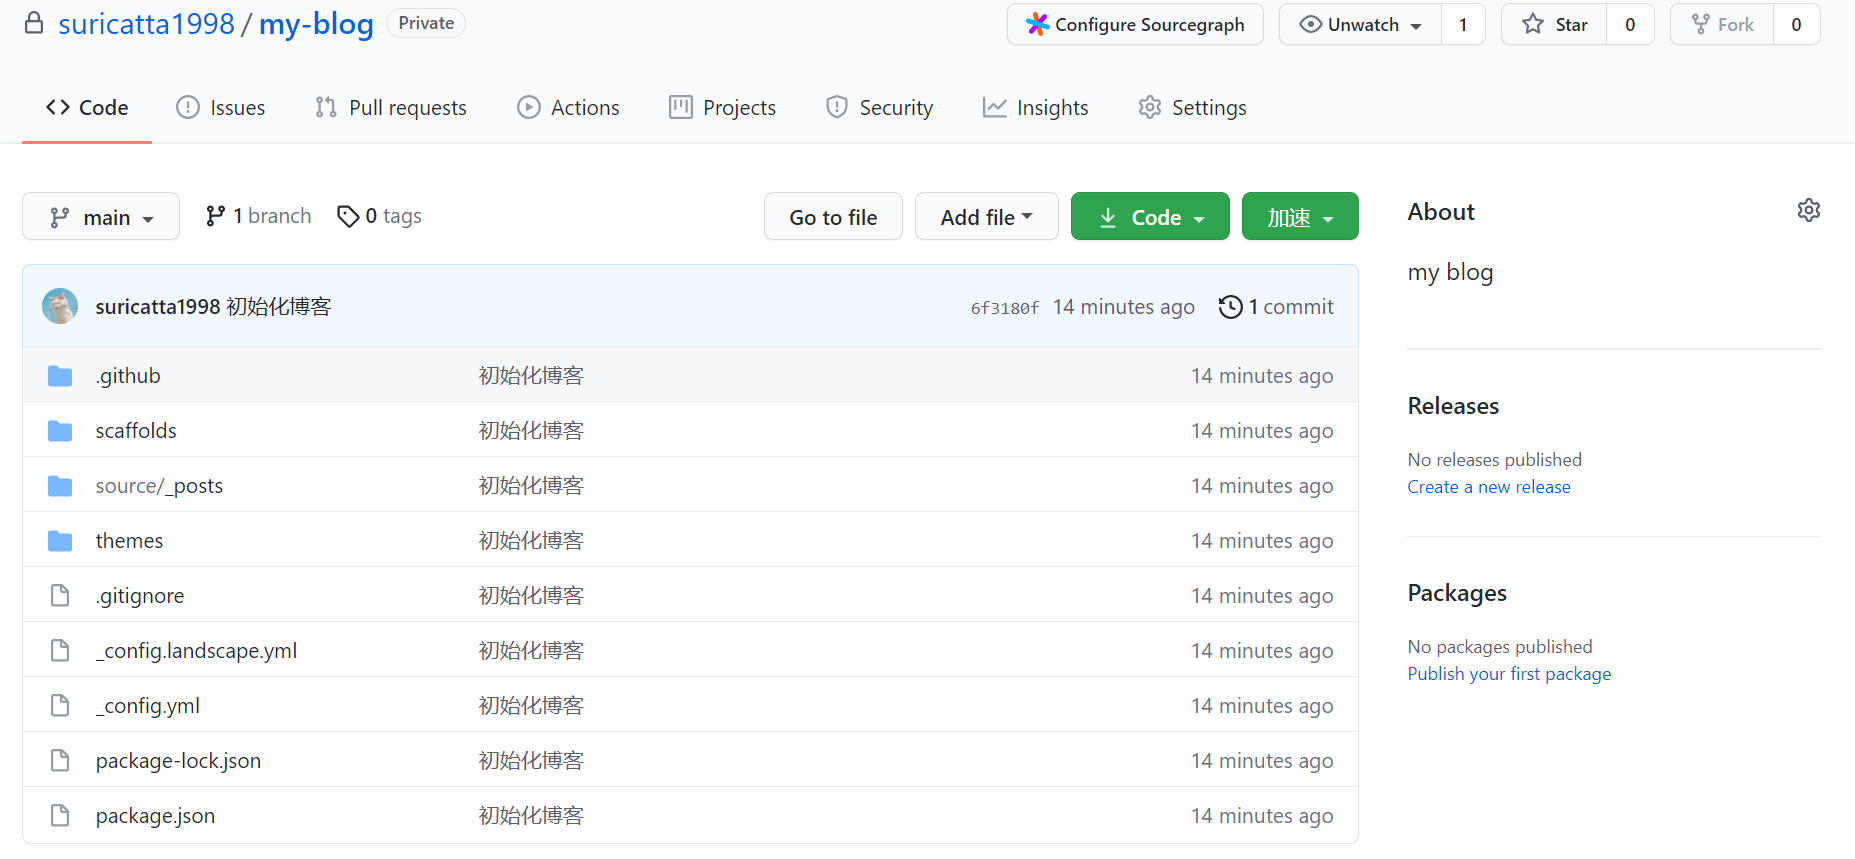 suricatta1998 / my-blog Private Configure Sourcegraph Unwatch 1 Star 0 Fork 0
Code Issues Pull requests Actions Projects Security Insights Settings
main 1 branch 0 tags Go to file Add file Code 加速
suricatta1998 初始化博客 6f3180f 14 minutes ago 1 commit
.github 初始化博客 14 minutes ago
scaffolds 初始化博客 14 minutes ago
source/_posts 初始化博客 14 minutes ago
themes 初始化博客 14 minutes ago
.gitignore 初始化博客 14 minutes ago
_config.landscape.yml 初始化博客 14 minutes ago
_config.yml 初始化博客 14 minutes ago
package-lock.json 初始化博客 14 minutes ago
package.json 初始化博客 14 minutes ago
About
my blog
Releases
No releases published
Create a new release
Packages
No packages published
Publish your first package